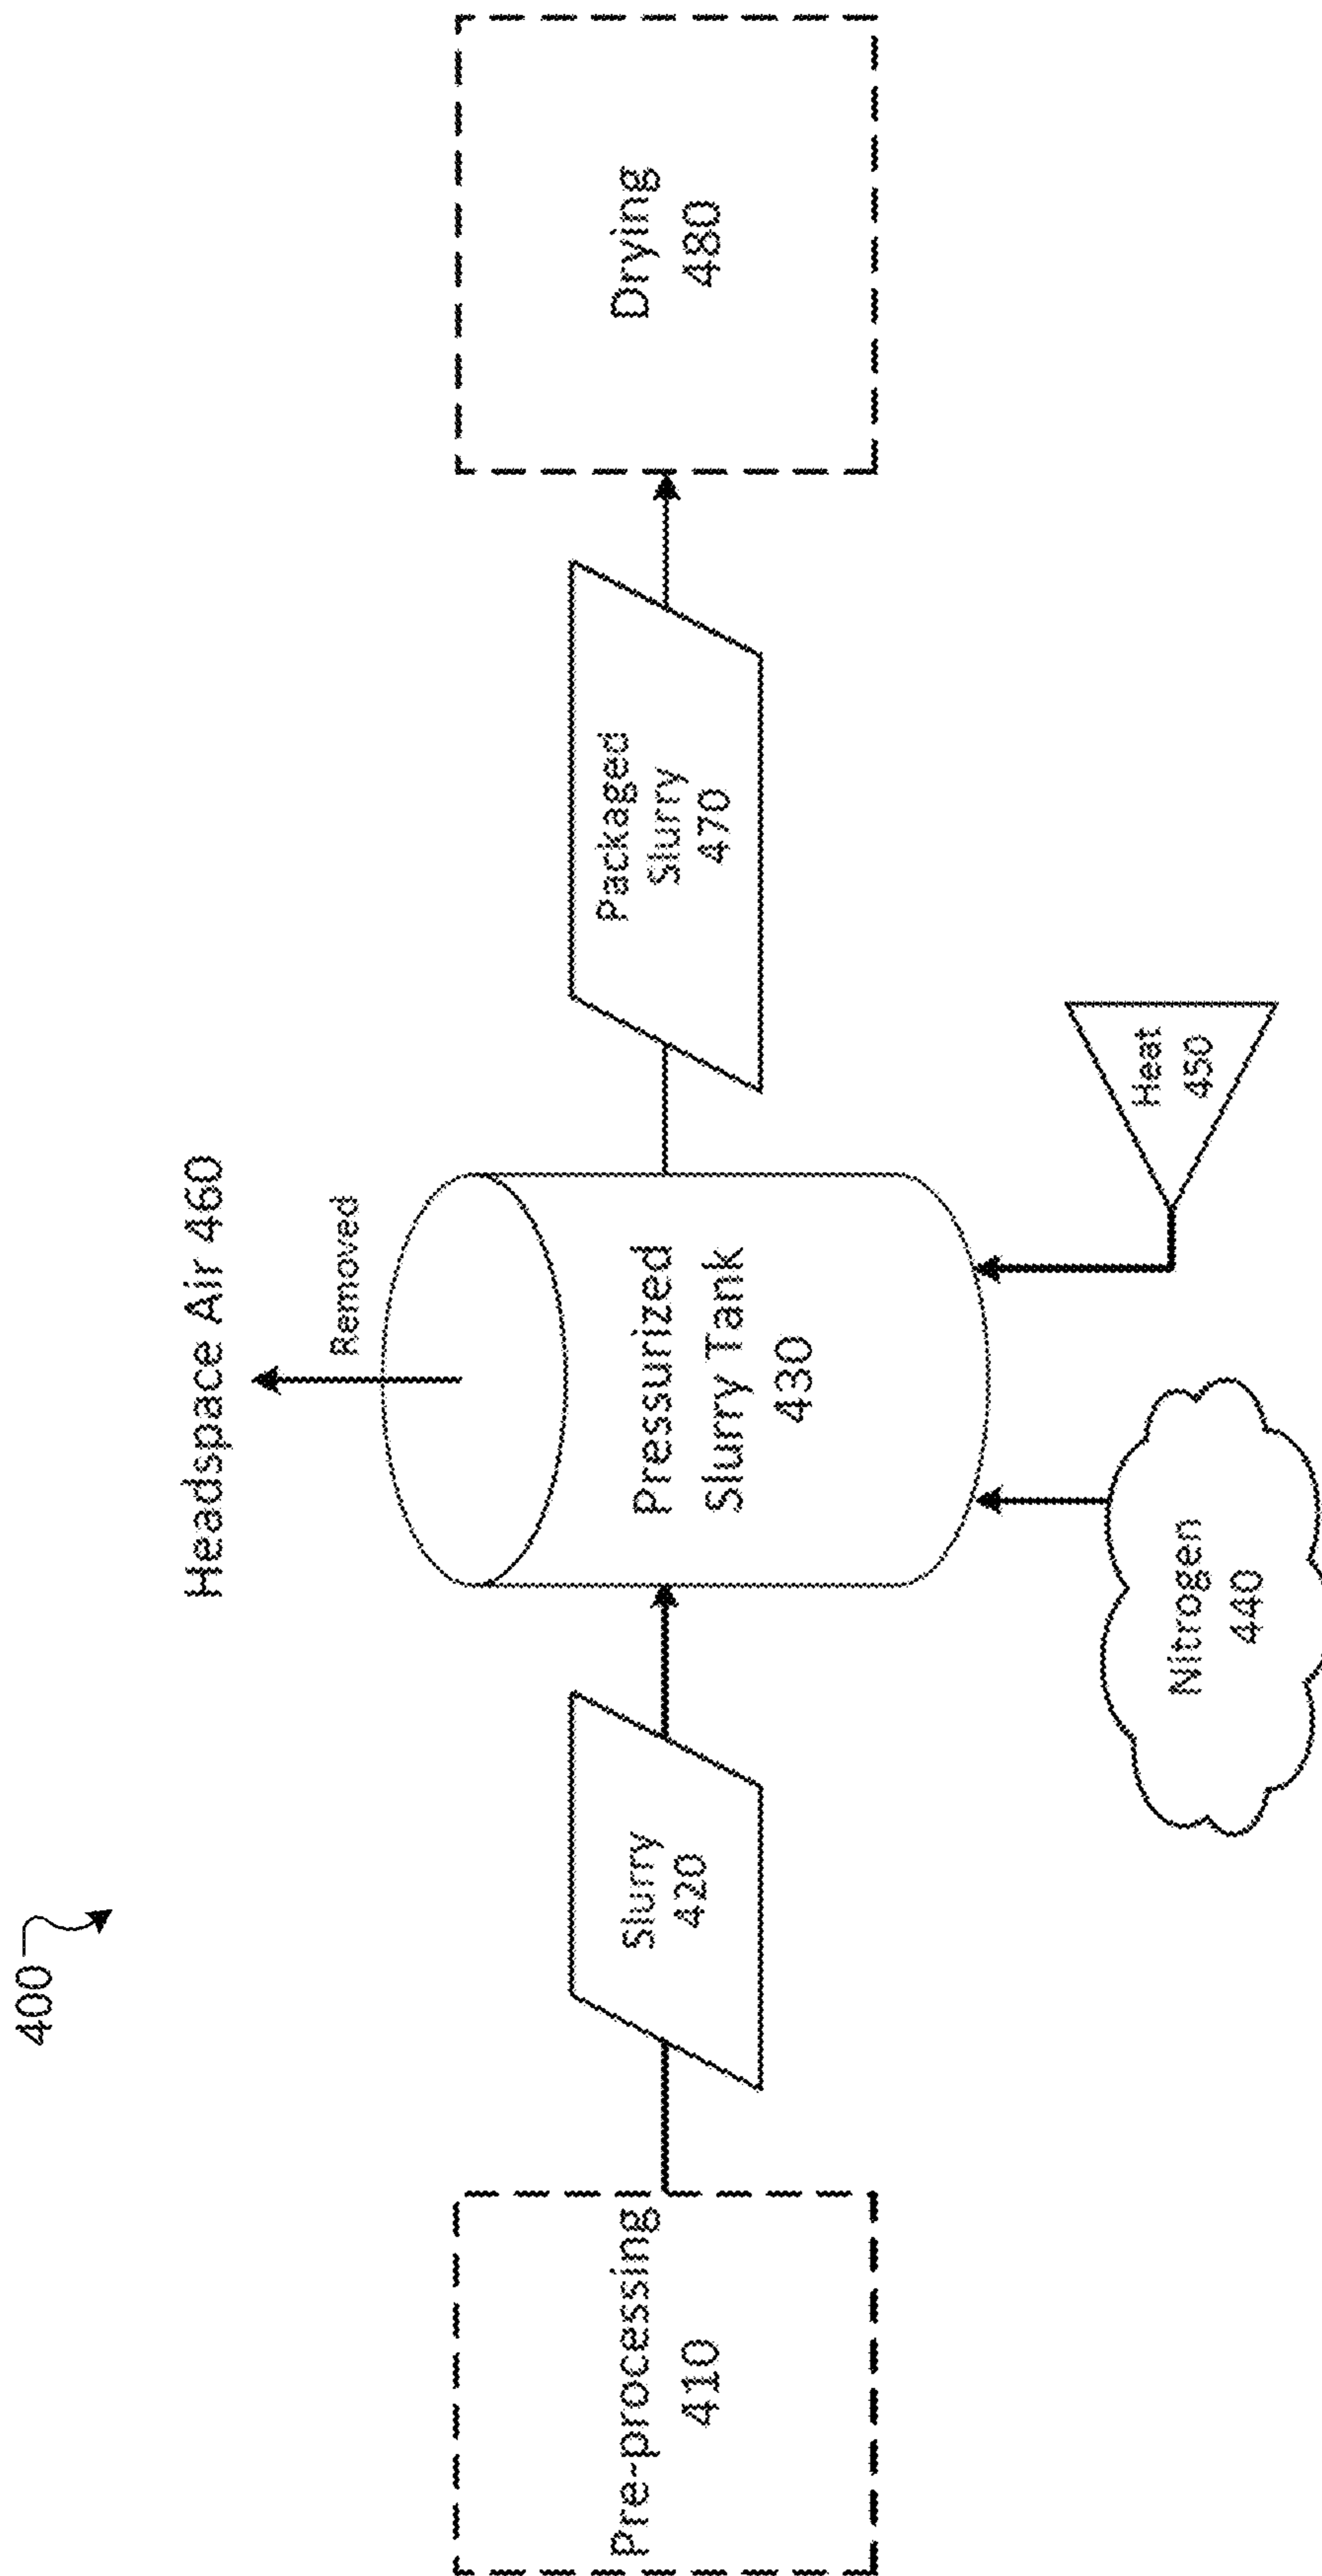 400
Headspace Air 460
Removed
Pre-processing
410
Slurry
420
Pressurized
Slurry Tank
430
Packaged
Slurry
470
Drying
480
Nitrogen
440
Heat
450